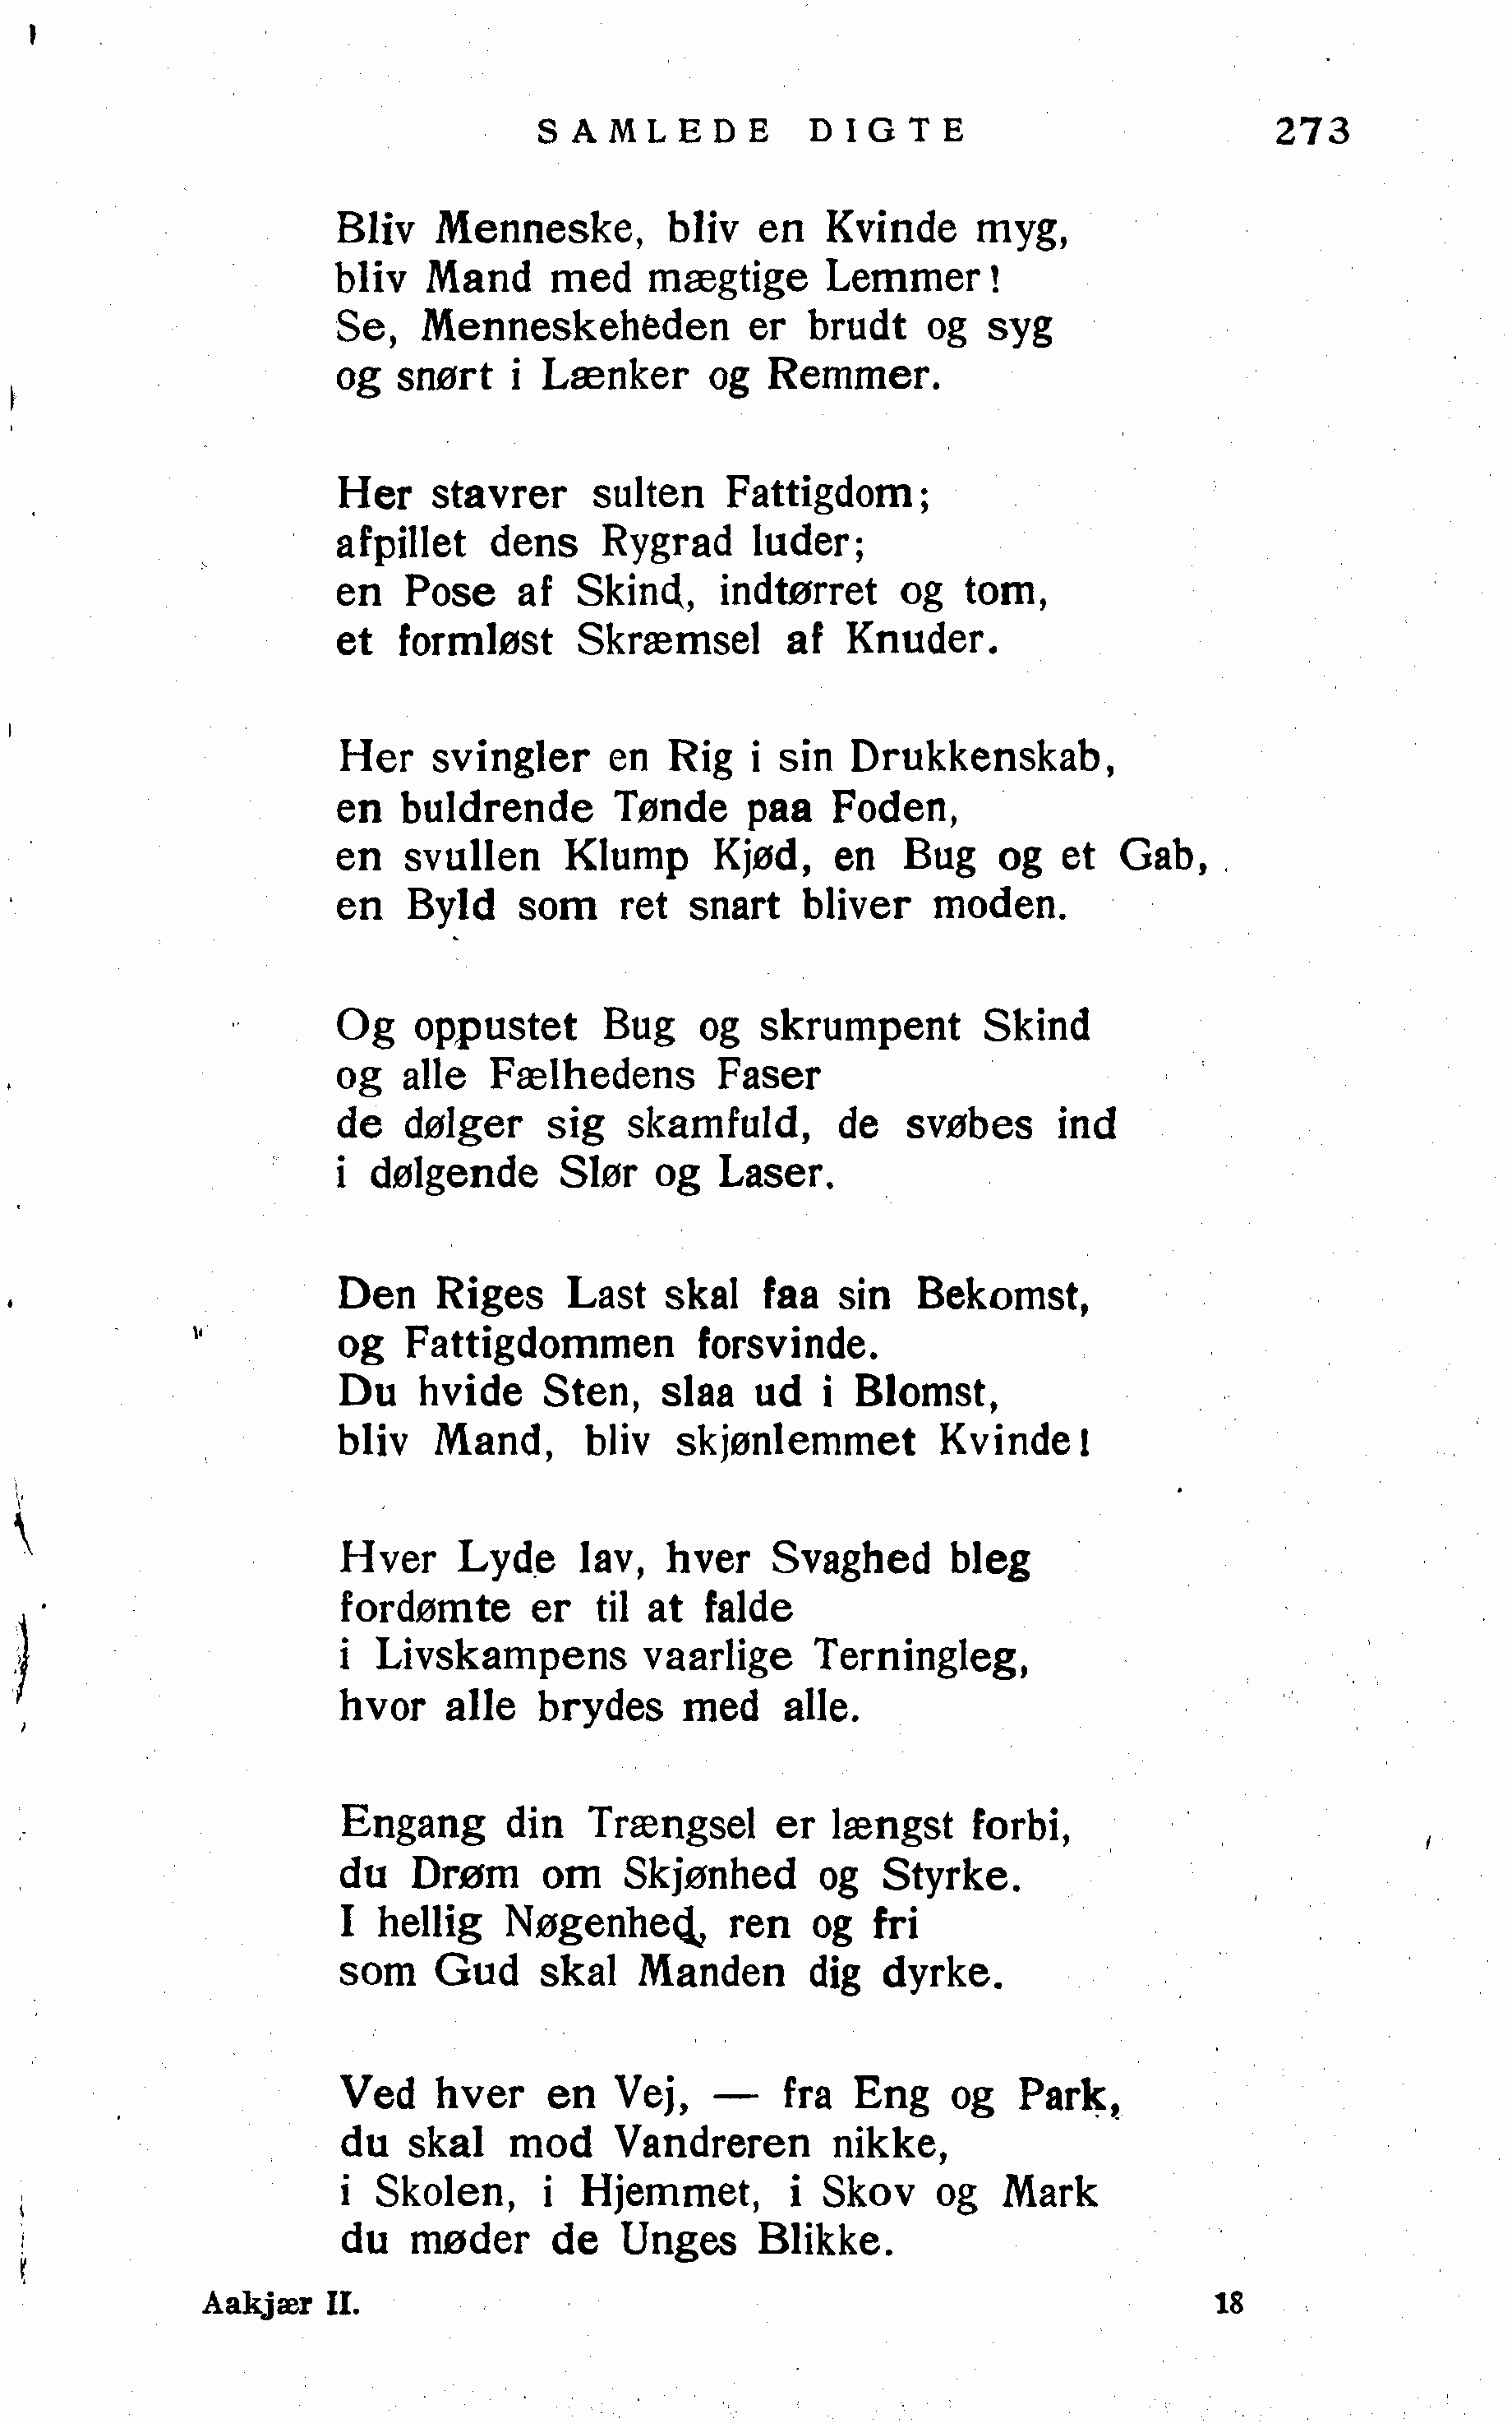 SAMLEDE DIGTE 273
Bliv Menneske, bliv en Kvinde myg,
bliv Mand med mægtige Lemmer!
Se, Menneskeheden er brudt og syg
og snørt i Lænker og Remmer.
Her stavrer sulten Fattigdom;
afpillet dens Rygrad luder;
en Pose af Skind, indtørret og tom,
et formløst Skræmsel af Knuder.
Her svingler en Rig i sin Drukkenskab,
en buldrende Tønde paa Foden,
en svullen Klump Kjød, en Bug og et Gab,
en Byld som ret snart bliver moden.
Og oppustet Bug og skrumpent Skind
og alle Fælhedens Faser
de dølger sig skamfuld, de svøbes ind
i dølgende Slør og Laser.
Den Riges Last skal faa sin Bekomst,
og Fattigdommen forsvinde.
Du hvide Sten, slaa ud i Blomst,
bliv Mand, bliv skjønlemmet Kvinde!
Hver Lyde lav, hver Svaghed bleg
fordømte er til at falde
i Livskampens vaarlige Terningleg,
hvor alle brydes med alle.
Engang din Trængsel er længst forbi,
du Drøm om Skjønhed og Styrke.
I hellig Nøgenhed, ren og fri
som Gud skal Manden dig dyrke.
Ved hver en Vej, — fra Eng og Park,
du skal mod Vandreren nikke,
i Skolen, i Hjemmet, i Skov og Mark
du møder de Unges Blikke.
Aakjær II. 18